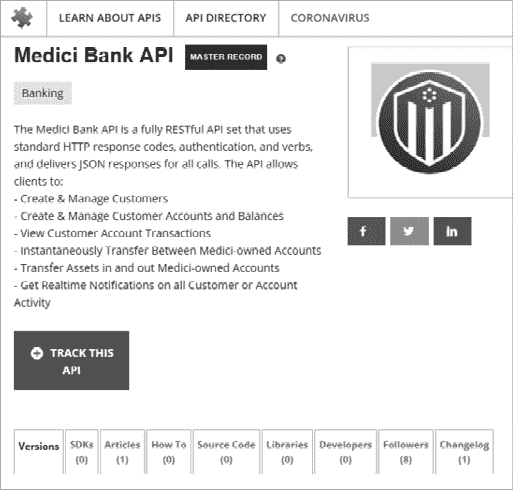 LEARN ABOUT APIS API DIRECTORY CORONAVIRUS
Medici Bank API MASTER RECORD ?
Banking
The Medici Bank API is a fully RESTful API set that uses
standard HTTP response codes, authentication, and verbs,
and delivers JSON responses for all calls. The API allows
clients to:
- Create & Manage Customers
- Create & Manage Customer Accounts and Balances
- View Customer Account Transactions
- Instantaneously Transfer Between Medici-owned Accounts
- Transfer Assets in and out Medici-owned Accounts
- Get Realtime Notifications on all Customer or Account
Activity
f in
TRACK THIS
API
Versions SDKs Articles How To Source Code Libraries Developers Followers Changelog
(0) (1) (0) (0) (0) (0) (8) (1)